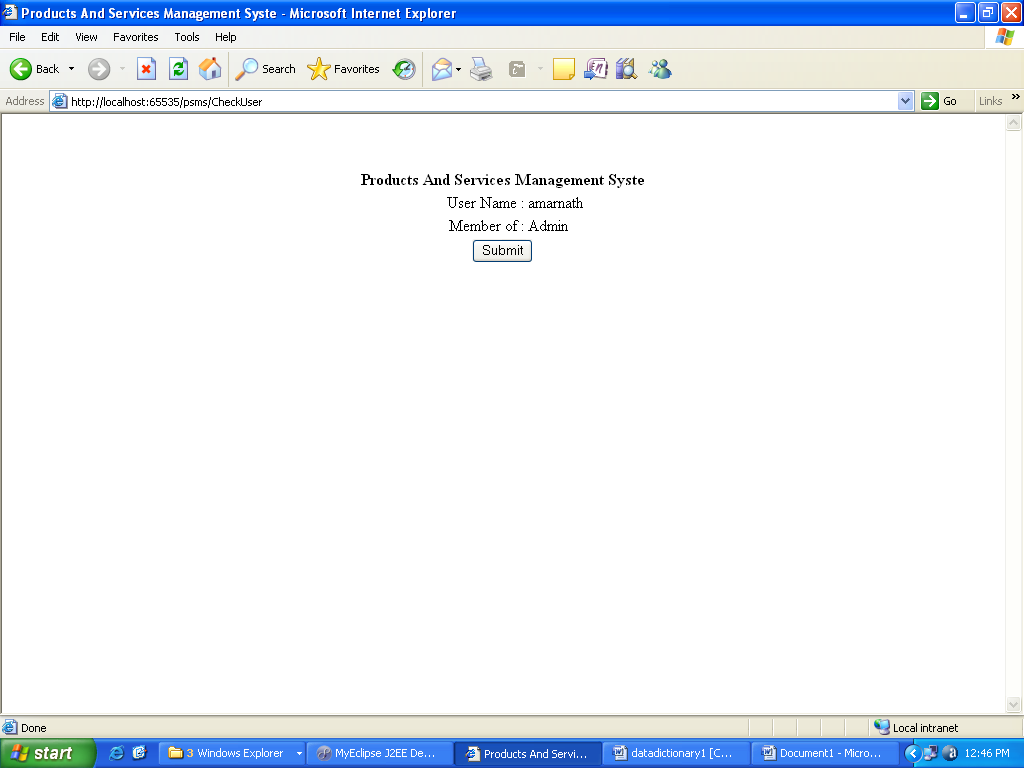 Products And Services Management Syste - Microsoft Internet Explorer
File Edit View Favorites Tools Help
Back Search Favorites
Address http://localhost:65535/psms/CheckUser Go Links »
Products And Services Management Syste
User Name : amarnath
Member of : Admin
Submit
Done Local intranet
start 3 Windows Explorer MyEclipse J2EE De... Products And Servi... datadictionary1 [C... Document1 - Micro... 12:46 PM